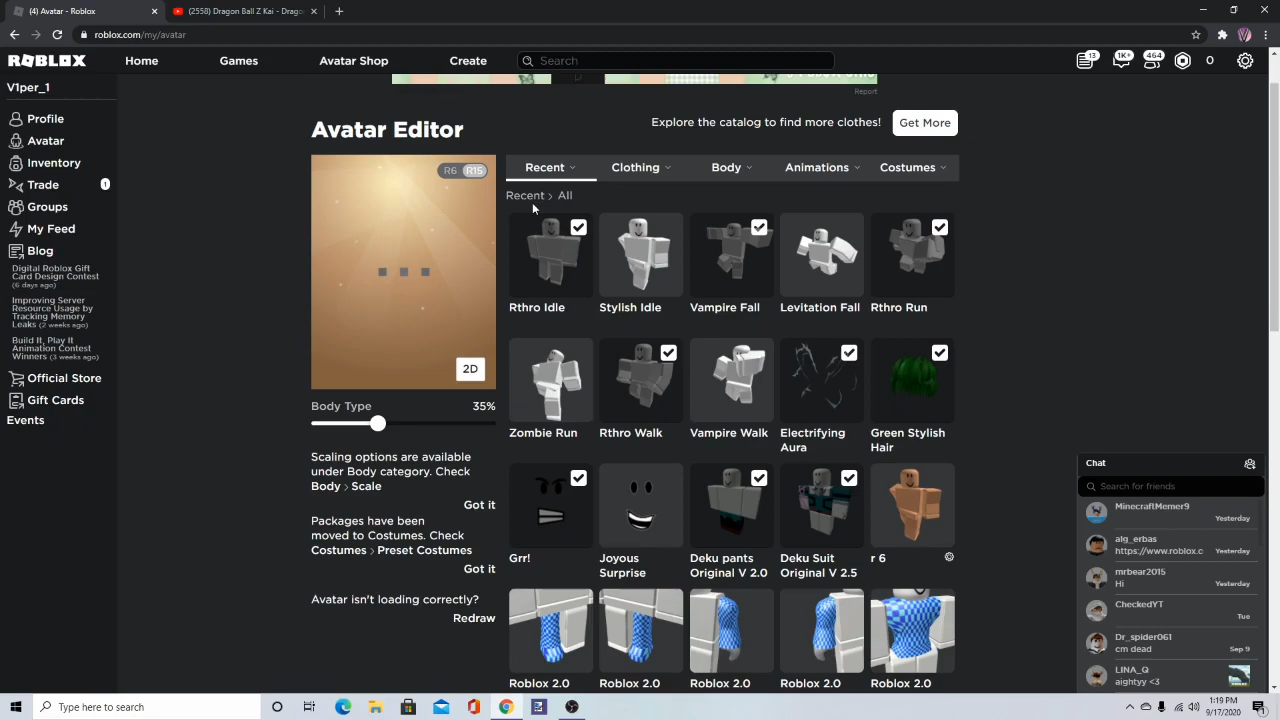 (4) Avatar - Roblox
(2558) Dragon Ball Z Kai - Drago
roblox.com/my/avatar
ROBLOX
Home
Games
Avatar Shop
Create
Search
13
1K+
464
0
V1per_1
Profile
Avatar
Inventory
Trade
1
Groups
My Feed
Blog
Digital Roblox Gift
Card Design Contest
(6 days ago)
Improving Server
Resource Usage by
Tracking Memory
Leaks (2 weeks ago)
Build It, Play It
Animation Contest
Winners (3 weeks ago)
Official Store
Gift Cards
Events
Report
Avatar Editor
Explore the catalog to find more clothes!
Get More
R6 R15
2D
Body Type
35%
Scaling options are available
under Body category. Check
Body > Scale
Got it
Packages have been
moved to Costumes. Check
Costumes > Preset Costumes
Got it
Avatar isn't loading correctly?
Redraw
Recent
Clothing
Body
Animations
Costumes
Recent > All
Rthro Idle
Stylish Idle
Vampire Fall
Levitation Fall
Rthro Run
Zombie Run
Rthro Walk
Vampire Walk
Electrifying
Aura
Green Stylish
Hair
Grr!
Joyous
Surprise
Deku pants
Original V 2.0
Deku Suit
Original V 2.5
r 6
Roblox 2.0
Roblox 2.0
Roblox 2.0
Roblox 2.0
Roblox 2.0
Chat
Search for friends
MinecraftMemer9
Yesterday
alg_erbas
https://www.roblox.c
Yesterday
mrbear2015
Hi
Yesterday
CheckedYT
Tue
Dr_spider061
cm dead
Sep 9
LINA_Q
aightyy <3
Type here to search
1:19 PM
9/17/2020